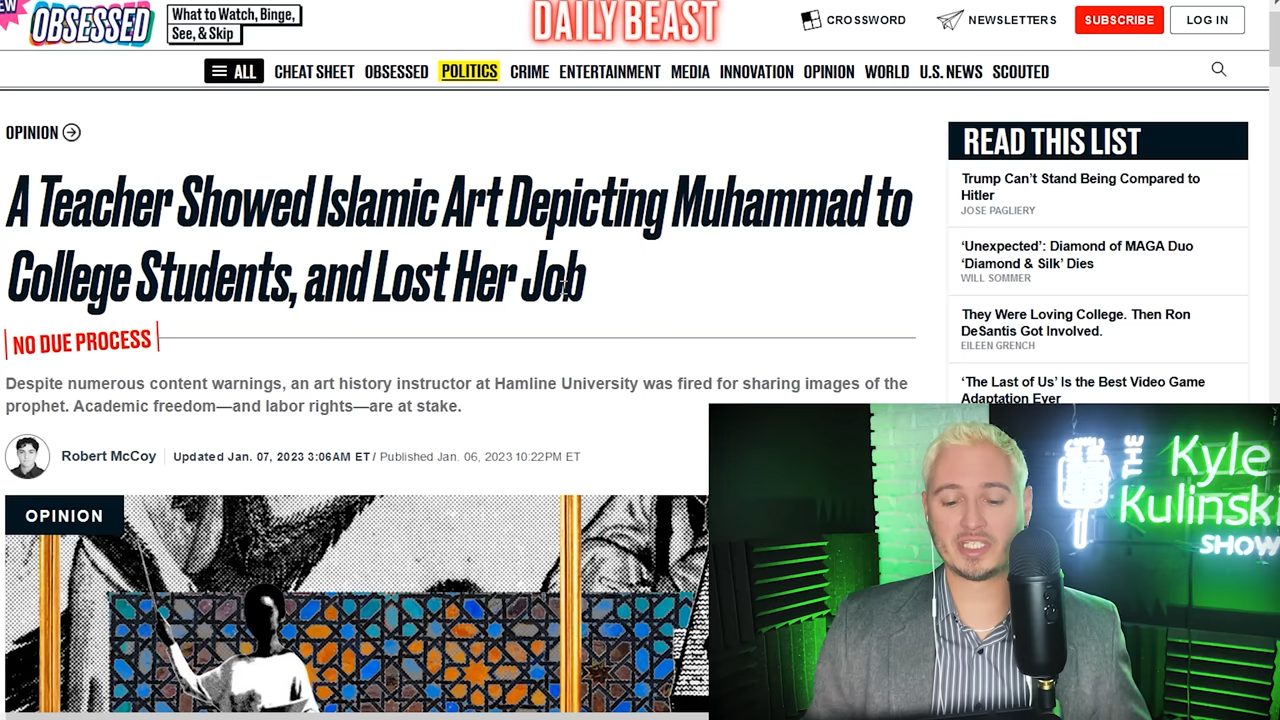 OBSESSED
What to Watch, Binge,
See, & Skip
DAILY BEAST
CROSSWORD
NEWSLETTERS
SUBSCRIBE
LOG IN
ALL
CHEAT SHEET
OBSESSED
POLITICS
CRIME
ENTERTAINMENT
MEDIA
INNOVATION
OPINION
WORLD
U.S. NEWS
SCOUTED
OPINION
A Teacher Showed Islamic Art Depicting Muhammad to
College Students, and Lost Her Job
NO DUE PROCESS
Despite numerous content warnings, an art history instructor at Hamline University was fired for sharing images of the
prophet. Academic freedom—and labor rights—are at stake.
Robert McCoy
Updated Jan. 07, 2023 3:06AM ET / Published Jan. 06, 2023 10:22PM ET
OPINION
READ THIS LIST
Trump Can’t Stand Being Compared to
Hitler
JOSE PAGLIERY
‘Unexpected’: Diamond of MAGA Duo
‘Diamond & Silk’ Dies
WILL SOMMER
They Were Loving College. Then Ron
DeSantis Got Involved.
EILEEN GRENCH
‘The Last of Us’ Is the Best Video Game
Adaptation Ever
THE
Kyle
Kulinski
SHOW